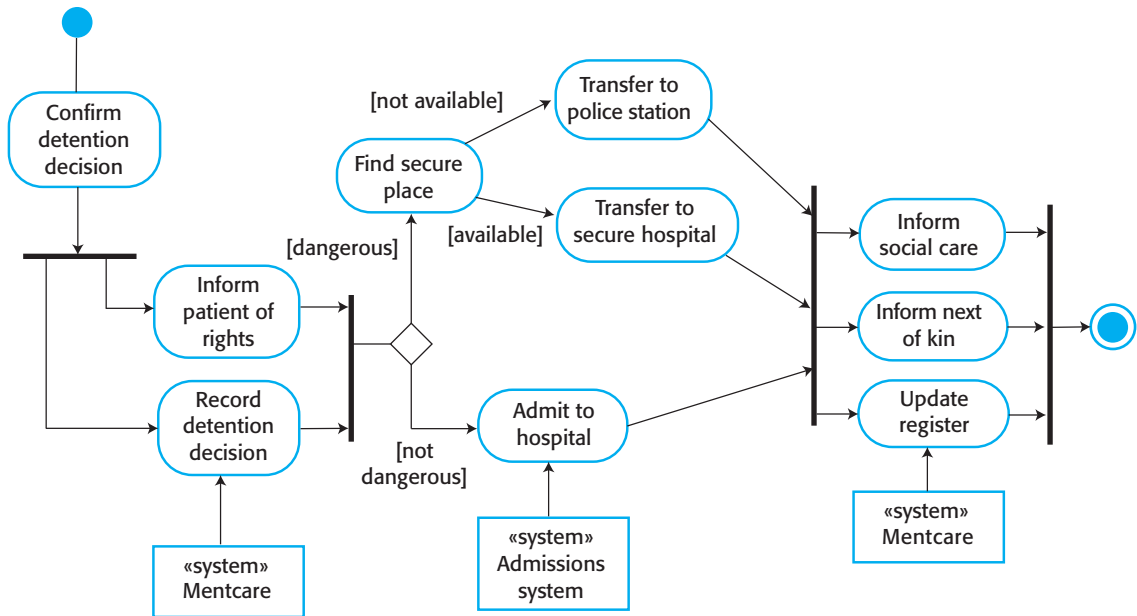 Confirm
detention
decision
Inform
patient of
rights
Record
detention
decision
«system»
Mentcare
[dangerous]
[not
dangerous]
Find secure
place
[not available]
[available]
Transfer to
police station
Transfer to
secure hospital
Admit to
hospital
«system»
Admissions
system
Inform
social care
Inform next
of kin
Update
register
«system»
Mentcare